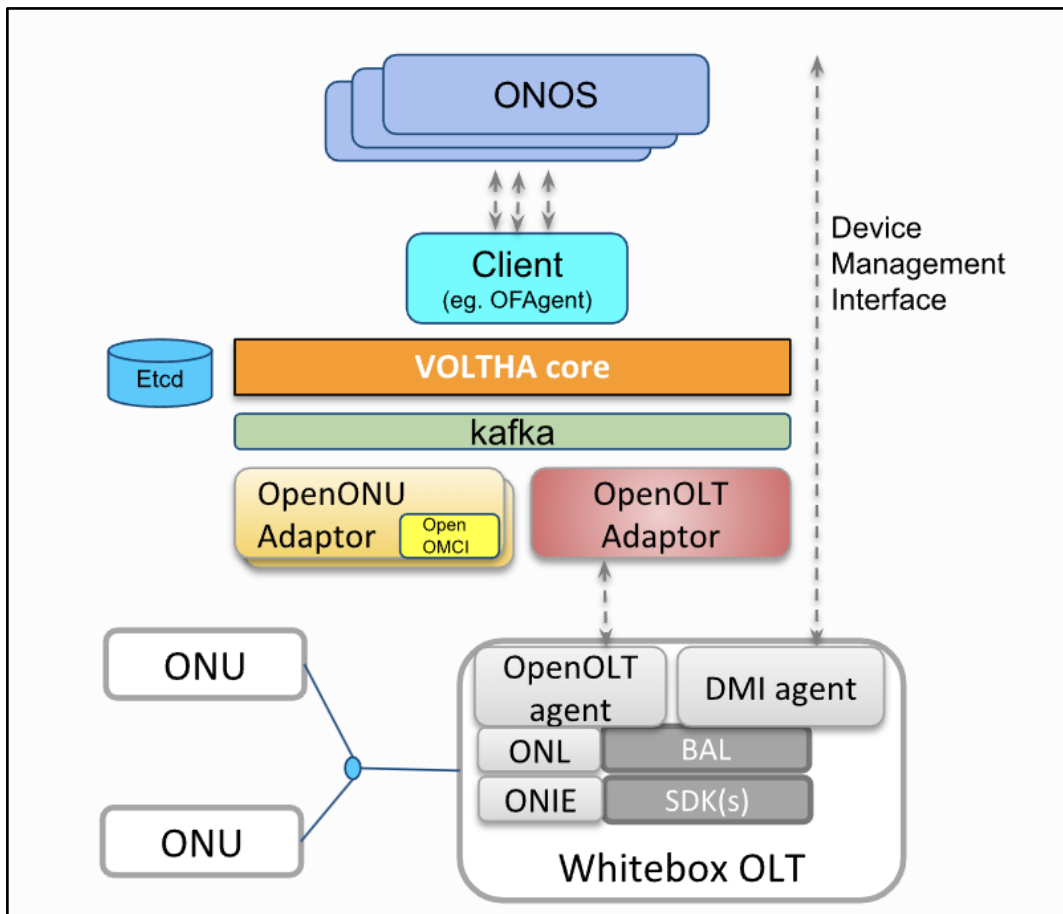 ONOS
Client
(eg. OFAgent)
Device
Management
Interface
Etcd
VOLTHA core
kafka
OpenONU
Adaptor
Open
OMCI
OpenOLT
Adaptor
ONU
ONU
OpenOLT
agent
DMI agent
ONL
BAL
ONIE
SDK(s)
Whitebox OLT